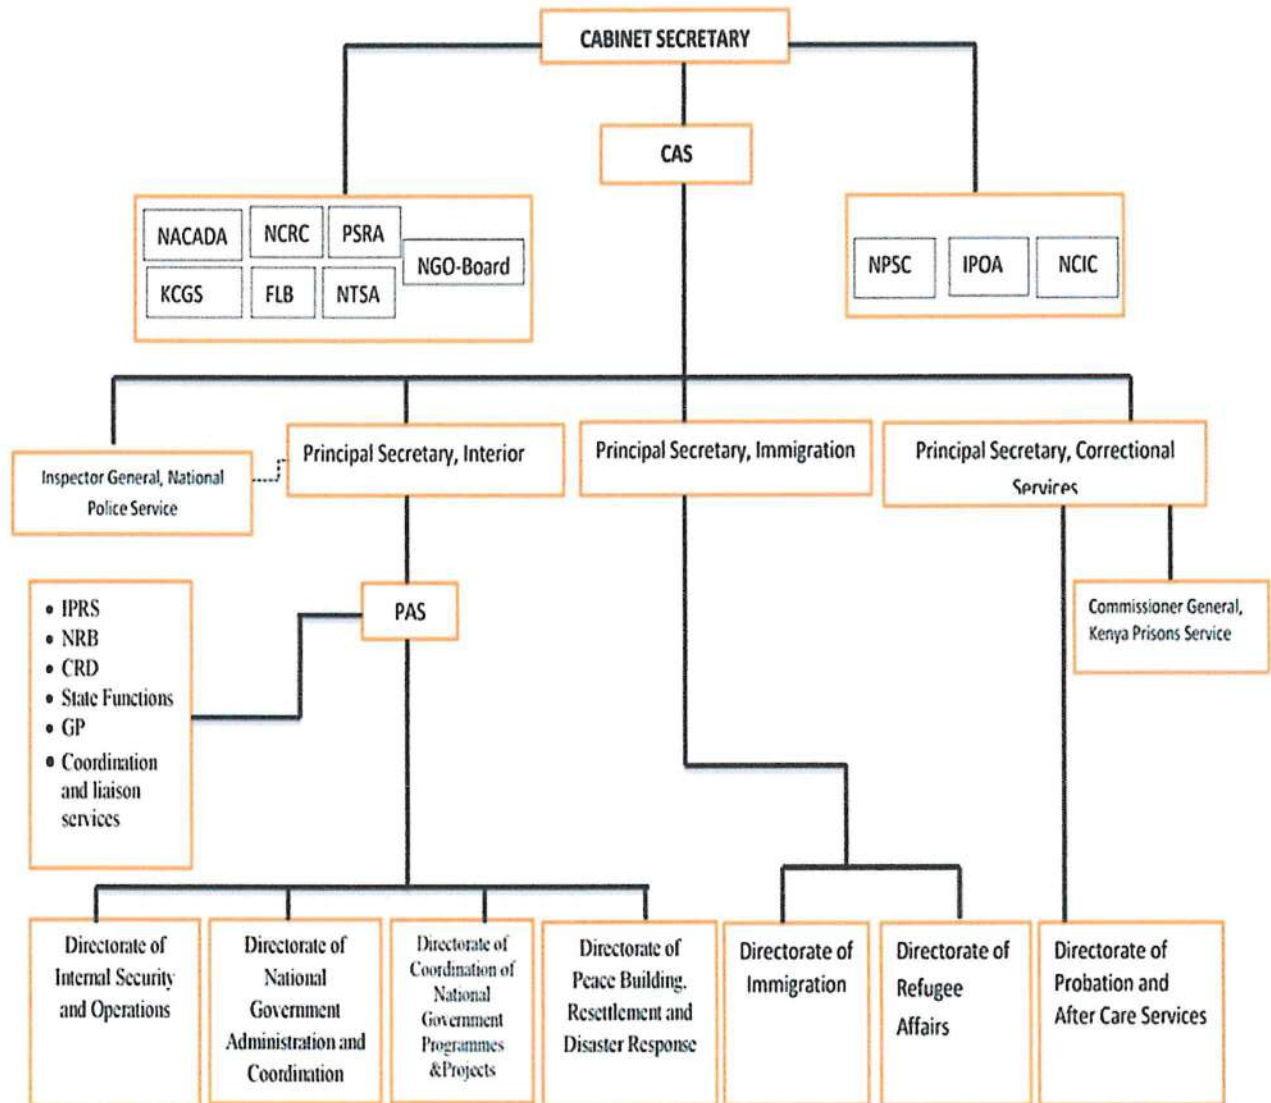 CABINET SECRETARY
CAS
NACADA
NCRC
PSRA
NGO-Board
KCGS
FLB
NTSA
NPSC
IPOA
NCIC
Inspector General, National
Police Service
Principal Secretary, Interior
Principal Secretary, Immigration
Principal Secretary, Correctional
Services
PAS
Commissioner General,
Kenya Prisons Service
• IPRS
• NRB
• CRD
• State Functions
• GP
• Coordination
and liaison
services
Directorate of
Internal Security
and Operations
Directorate of
National
Government
Administration and
Coordination
Directorate of
Coordination of
National
Government
Programmes
&Projects
Directorate of
Peace Building,
Resettlement and
Disaster Response
Directorate of
Immigration
Directorate of
Refugee
Affairs
Directorate of
Probation and
After Care Services